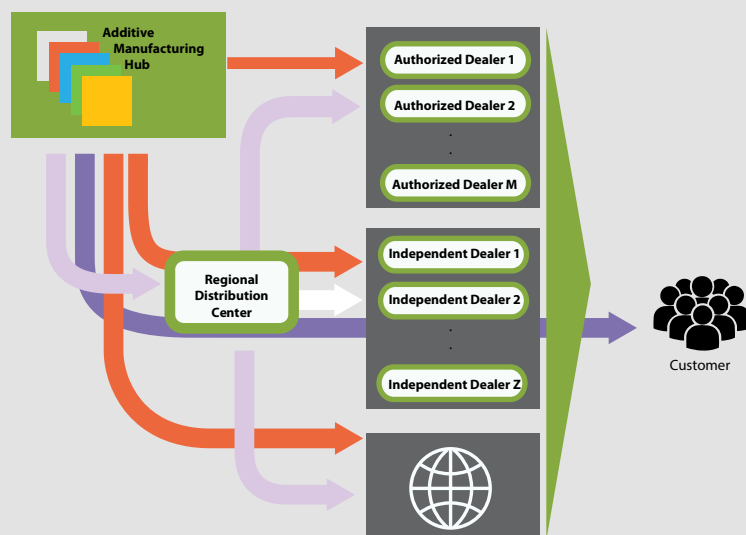 Additive
Manufacturing
Hub
Authorized Dealer 1
Authorized Dealer 2
.
.
Authorized Dealer M
Regional
Distribution
Center
Independent Dealer 1
Independent Dealer 2
.
.
Independent Dealer Z
Customer